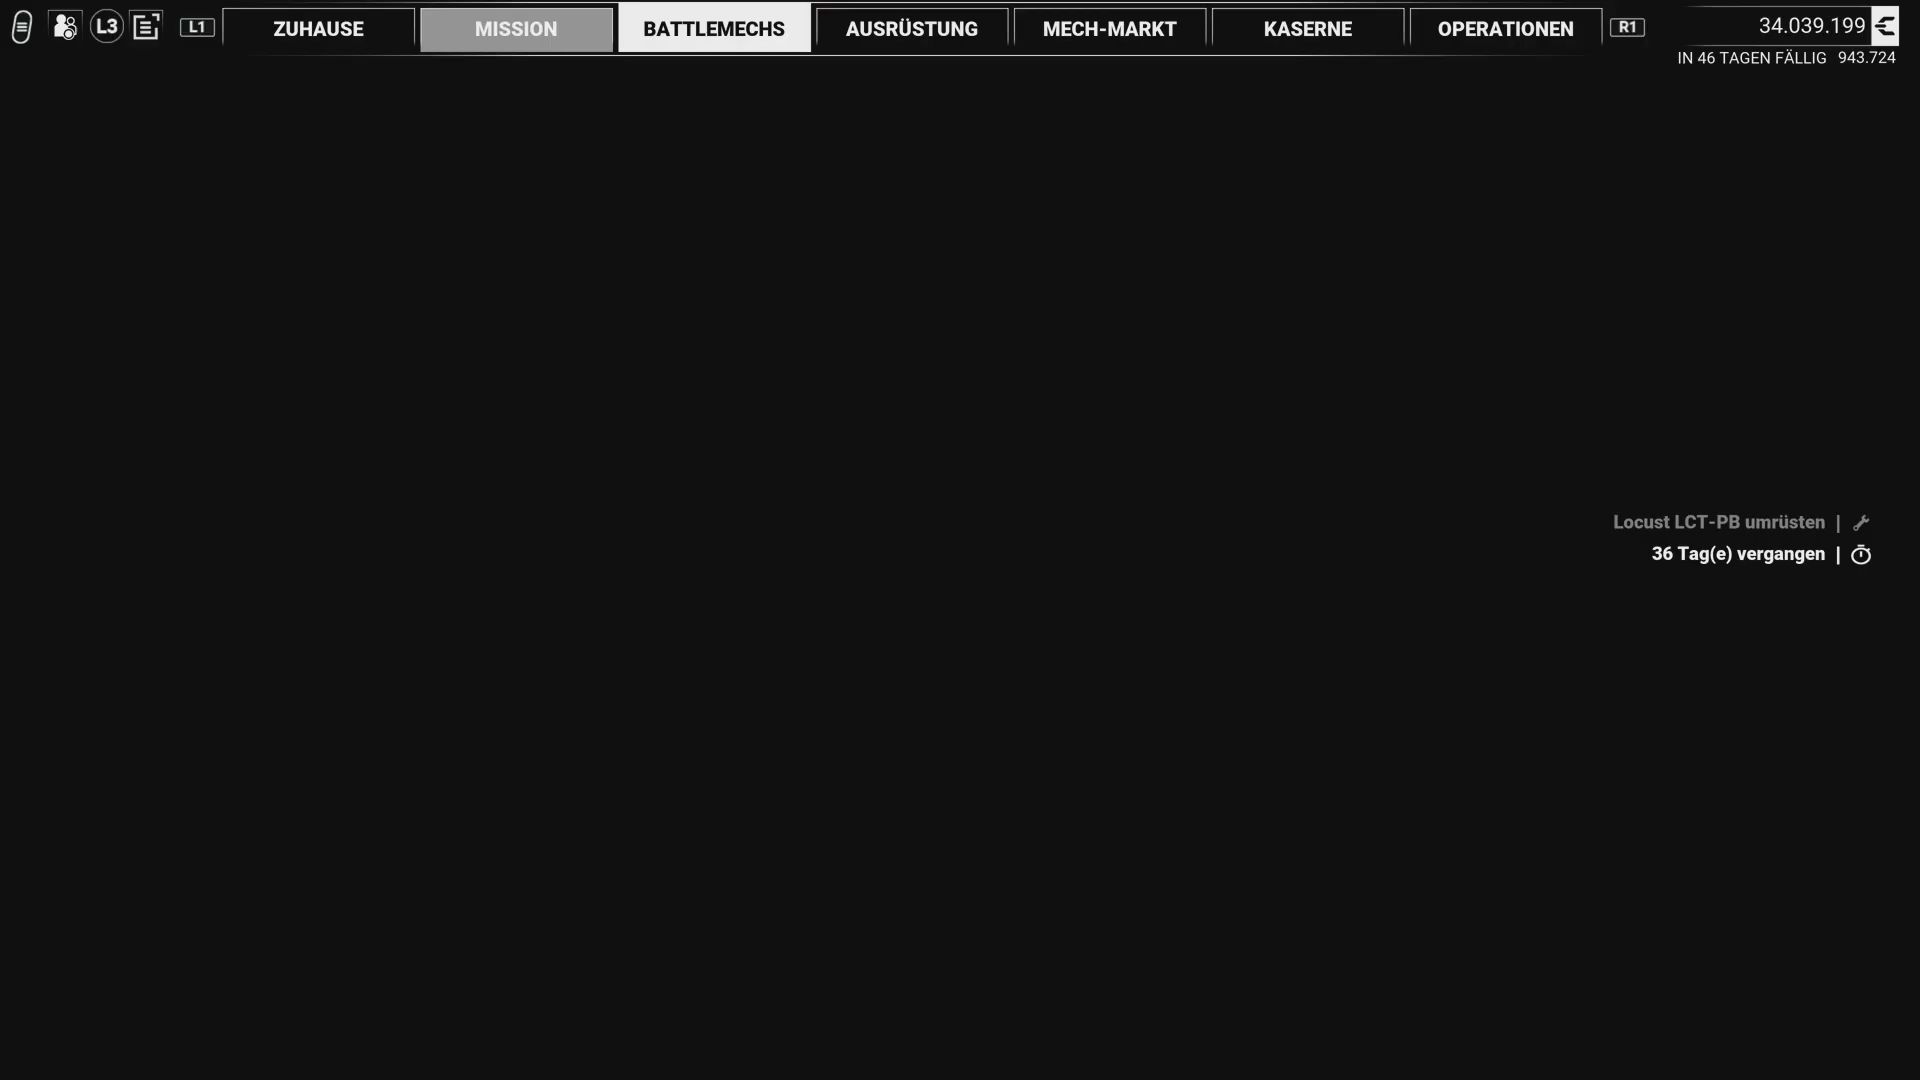 L3 L1 ZUHAUSE MISSION BATTLEMECHS AUSRÜSTUNG MECH-MARKT KASERNE OPERATIONEN R1 34.039.199
IN 46 TAGEN FÄLLIG 943.724
Locust LCT-PB umrüsten |
36 Tag(e) vergangen |